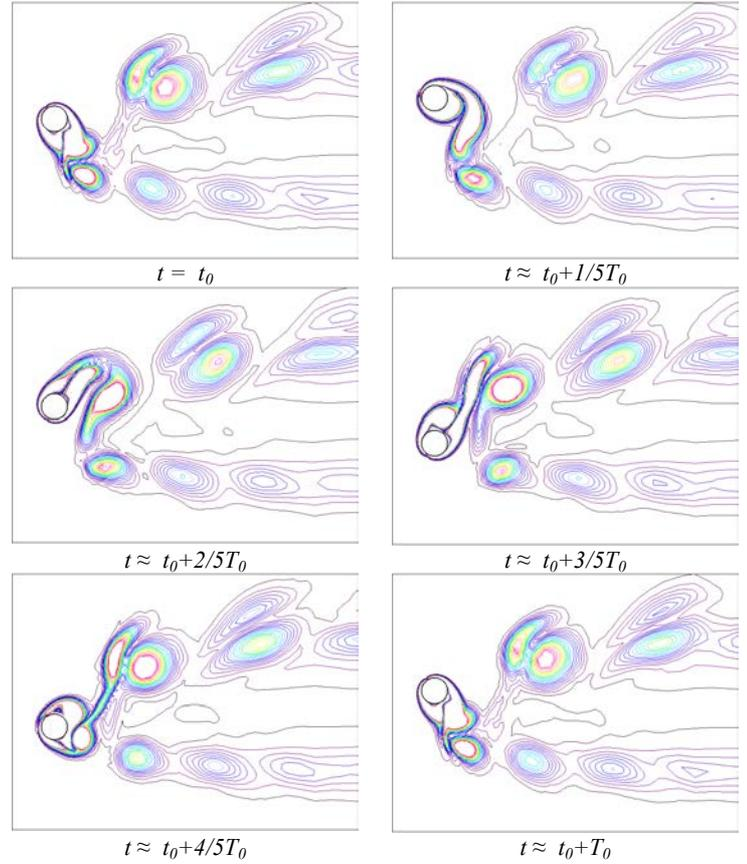 t = t₀
t ≈ t₀+1/5T₀
t ≈ t₀+2/5T₀
t ≈ t₀+3/5T₀
t ≈ t₀+4/5T₀
t ≈ t₀+T₀